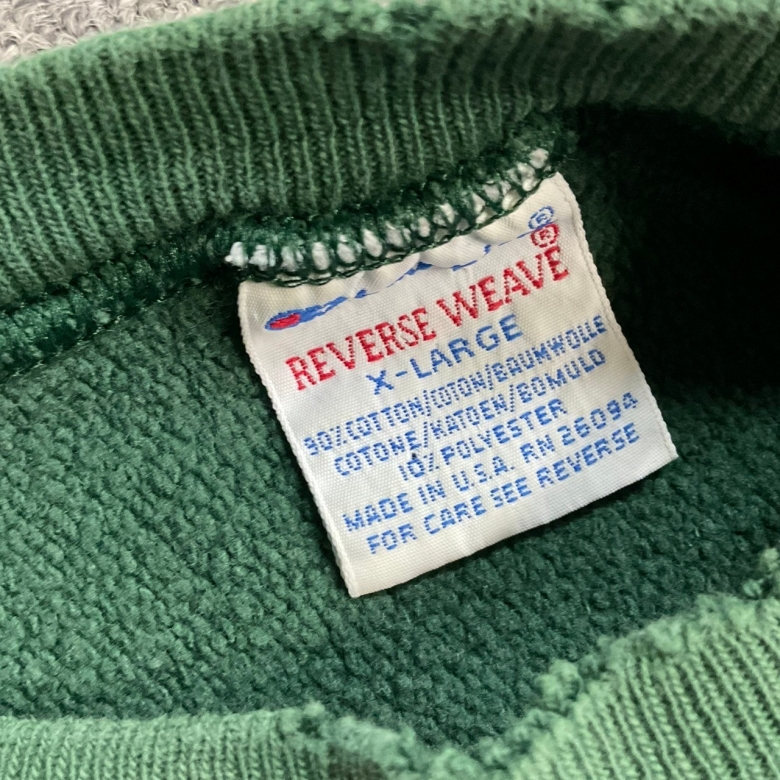 ®
REVERSE WEAVE®
X-LARGE
90%COTTON/COTON/BAUMWOLLE
COTONE/KATOEN/BOMULD
10%POLYESTER
MADE IN U.S.A. RN 26094
FOR CARE SEE REVERSE